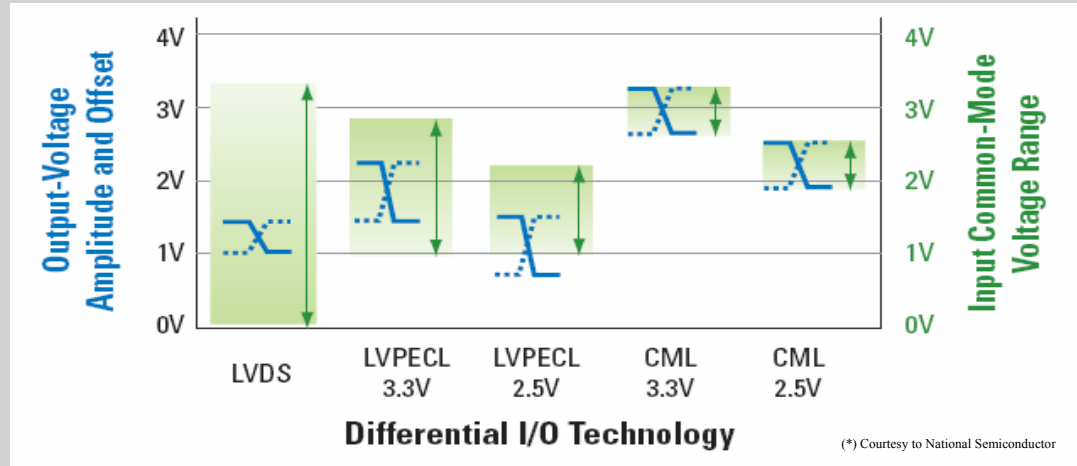 Output-Voltage
Amplitude and Offset
4V
3V
2V
1V
0V
4V
3V
2V
1V
0V
Input Common-Mode
Voltage Range
LVDS
LVPECL
3.3V
LVPECL
2.5V
CML
3.3V
CML
2.5V
Differential I/O Technology
(*) Courtesy to National Semiconductor